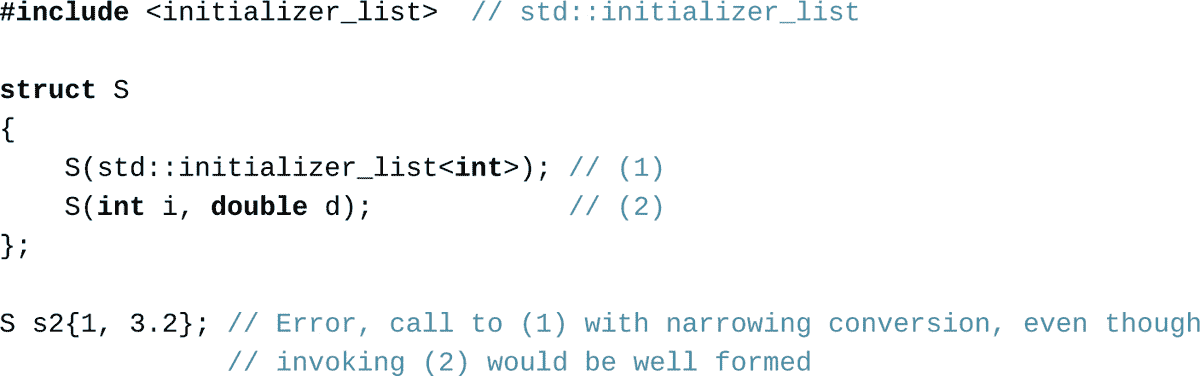 #include <initializer_list>  // std::initializer_list
struct S
{
    S(std::initializer_list<int>); // (1)
    S(int i, double d);            // (2)
};
S s2{1, 3.2}; // Error, call to (1) with narrowing conversion, even though
              // invoking (2) would be well formed